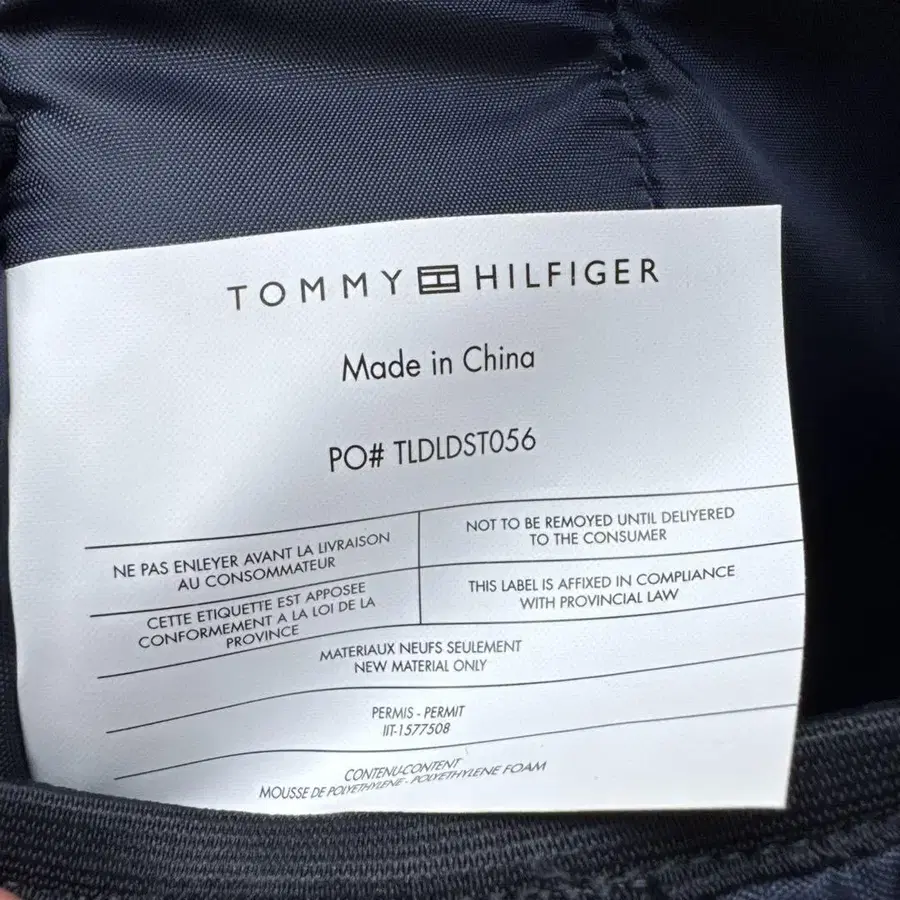 TOMMY HILFIGER
Made in China
PO# TLDLDST056
NE PAS ENLEYER AVANT LA LIVRAISON
AU CONSOMMATEUR
NOT TO BE REMOYED UNTIL DELIYERED
TO THE CONSUMER
CETTE ETIQUETTE EST APPOSEE
CONFORMEMENT A LA LOI DE LA
PROVINCE
THIS LABEL IS AFFIXED IN COMPLIANCE
WITH PROVINCIAL LAW
MATERIAUX NEUFS SEULEMENT
NEW MATERIAL ONLY
PERMIS - PERMIT
IIT-1577508
CONTENU-CONTENT
MOUSSE DE POLYETHYLENE - POLYETHYLENE FOAM